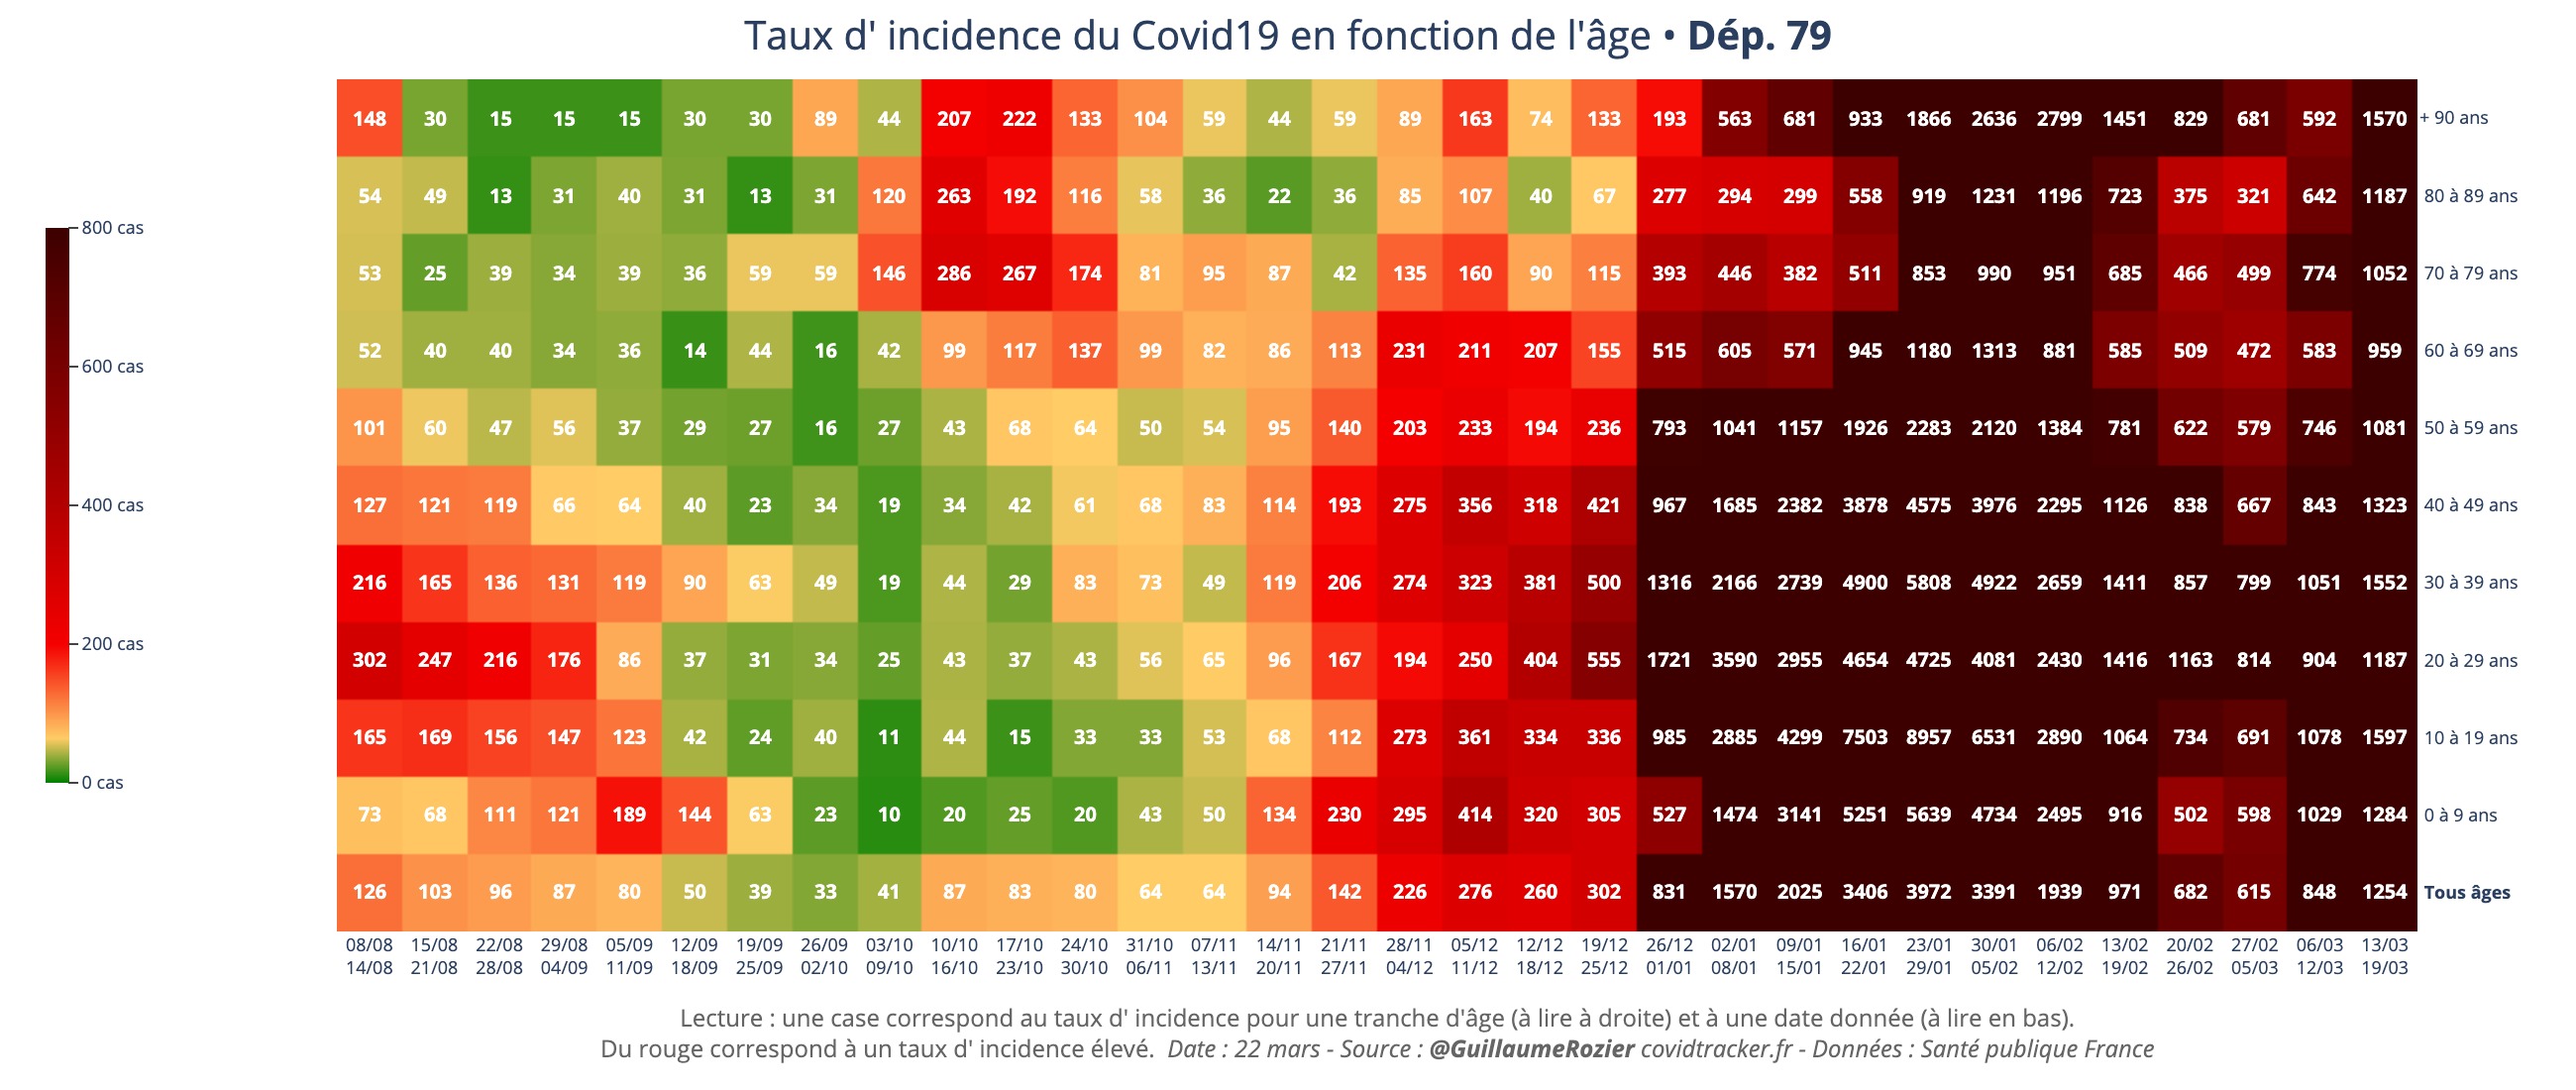 Taux d' incidence du Covid19 en fonction de l'âge • Dép. 79
148 30 15 15 15 30 30 89 44 207 222 133 104 59 44 59 89 163 74 133 193 563 681 933 1866 2636 2799 1451 829 681 592 1570 + 90 ans
54 49 13 31 40 31 13 31 120 263 192 116 58 36 22 36 85 107 40 67 277 294 299 558 919 1231 1196 723 375 321 642 1187 80 à 89 ans
800 cas
53 25 39 34 39 36 59 59 146 286 267 174 81 95 87 42 135 160 90 115 393 446 382 511 853 990 951 685 466 499 774 1052 70 à 79 ans
52 40 40 34 36 14 44 16 42 99 117 137 99 82 86 113 231 211 207 155 515 605 571 945 1180 1313 881 585 509 472 583 959 60 à 69 ans
600 cas
101 60 47 56 37 29 27 16 27 43 68 64 50 54 95 140 203 233 194 236 793 1041 1157 1926 2283 2120 1384 781 622 579 746 1081 50 à 59 ans
400 cas
127 121 119 66 64 40 23 34 19 34 42 61 68 83 114 193 275 356 318 421 967 1685 2382 3878 4575 3976 2295 1126 838 667 843 1323 40 à 49 ans
216 165 136 131 119 90 63 49 19 44 29 83 73 49 119 206 274 323 381 500 1316 2166 2739 4900 5808 4922 2659 1411 857 799 1051 1552 30 à 39 ans
200 cas
302 247 216 176 86 37 31 34 25 43 37 43 56 65 96 167 194 250 404 555 1721 3590 2955 4654 4725 4081 2430 1416 1163 814 904 1187 20 à 29 ans
165 169 156 147 123 42 24 40 11 44 15 33 33 53 68 112 273 361 334 336 985 2885 4299 7503 8957 6531 2890 1064 734 691 1078 1597 10 à 19 ans
0 cas
73 68 111 121 189 144 63 23 10 20 25 20 43 50 134 230 295 414 320 305 527 1474 3141 5251 5639 4734 2495 916 502 598 1029 1284 0 à 9 ans
126 103 96 87 80 50 39 33 41 87 83 80 64 64 94 142 226 276 260 302 831 1570 2025 3406 3972 3391 1939 971 682 615 848 1254 Tous âges
08/08 15/08 22/08 29/08 05/09 12/09 19/09 26/09 03/10 10/10 17/10 24/10 31/10 07/11 14/11 21/11 28/11 05/12 12/12 19/12 26/12 02/01 09/01 16/01 23/01 30/01 06/02 13/02 20/02 27/02 06/03 13/03
14/08 21/08 28/08 04/09 11/09 18/09 25/09 02/10 09/10 16/10 23/10 30/10 06/11 13/11 20/11 27/11 04/12 11/12 18/12 25/12 01/01 08/01 15/01 22/01 29/01 05/02 12/02 19/02 26/02 05/03 12/03 19/03
Lecture : une case correspond au taux d' incidence pour une tranche d'âge (à lire à droite) et à une date donnée (à lire en bas).
Du rouge correspond à un taux d' incidence élevé. Date : 22 mars - Source : @GuillaumeRozier covidtracker.fr - Données : Santé publique France